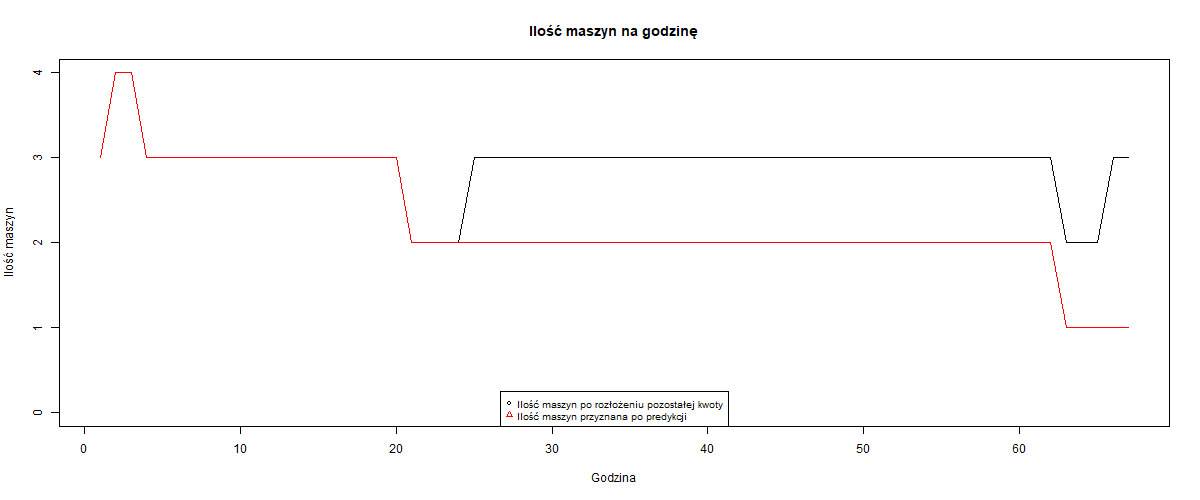 Ilość maszyn na godzinę
Ilość maszyn
4
3
2
1
0
Ilość maszyn po rozłożeniu pozostałej kwoty
Ilość maszyn przyznana po predykcji
0 10 20 30 40 50 60
Godzina